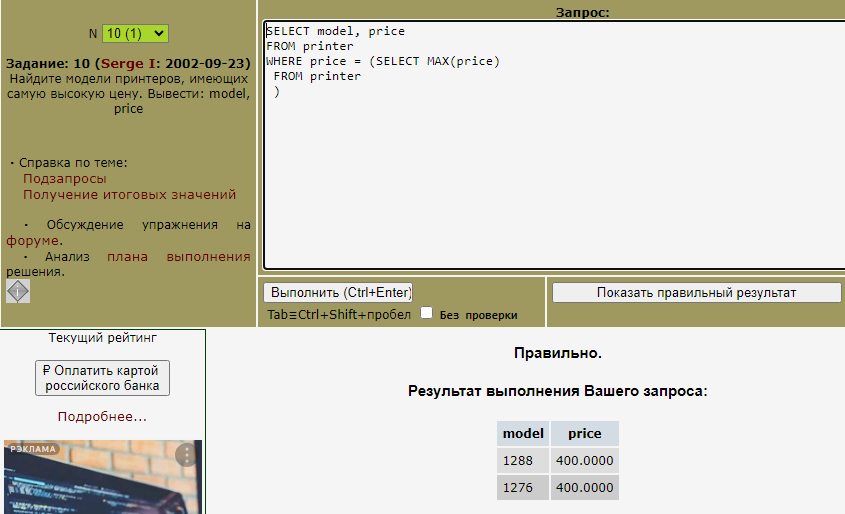 N 10 (1)
Задание: 10 (Serge I: 2002-09-23)
Найдите модели принтеров, имеющих
самую высокую цену. Вывести: model,
price
· Справка по теме:
Подзапросы
Получение итоговых значений
· Обсуждение упражнения на
форуме.
· Анализ плана выполнения
решения.
Запрос:
SELECT model, price
FROM printer
WHERE price = (SELECT MAX(price)
FROM printer
)
Выполнить (Ctrl+Enter)
Показать правильный результат
Tab≡Ctrl+Shift+пробел
Без проверки
Текущий рейтинг
₽ Оплатить картой
российского банка
Подробнее...
РЕКЛАМА
Правильно.
Результат выполнения Вашего запроса:
model price
1288 400.0000
1276 400.0000